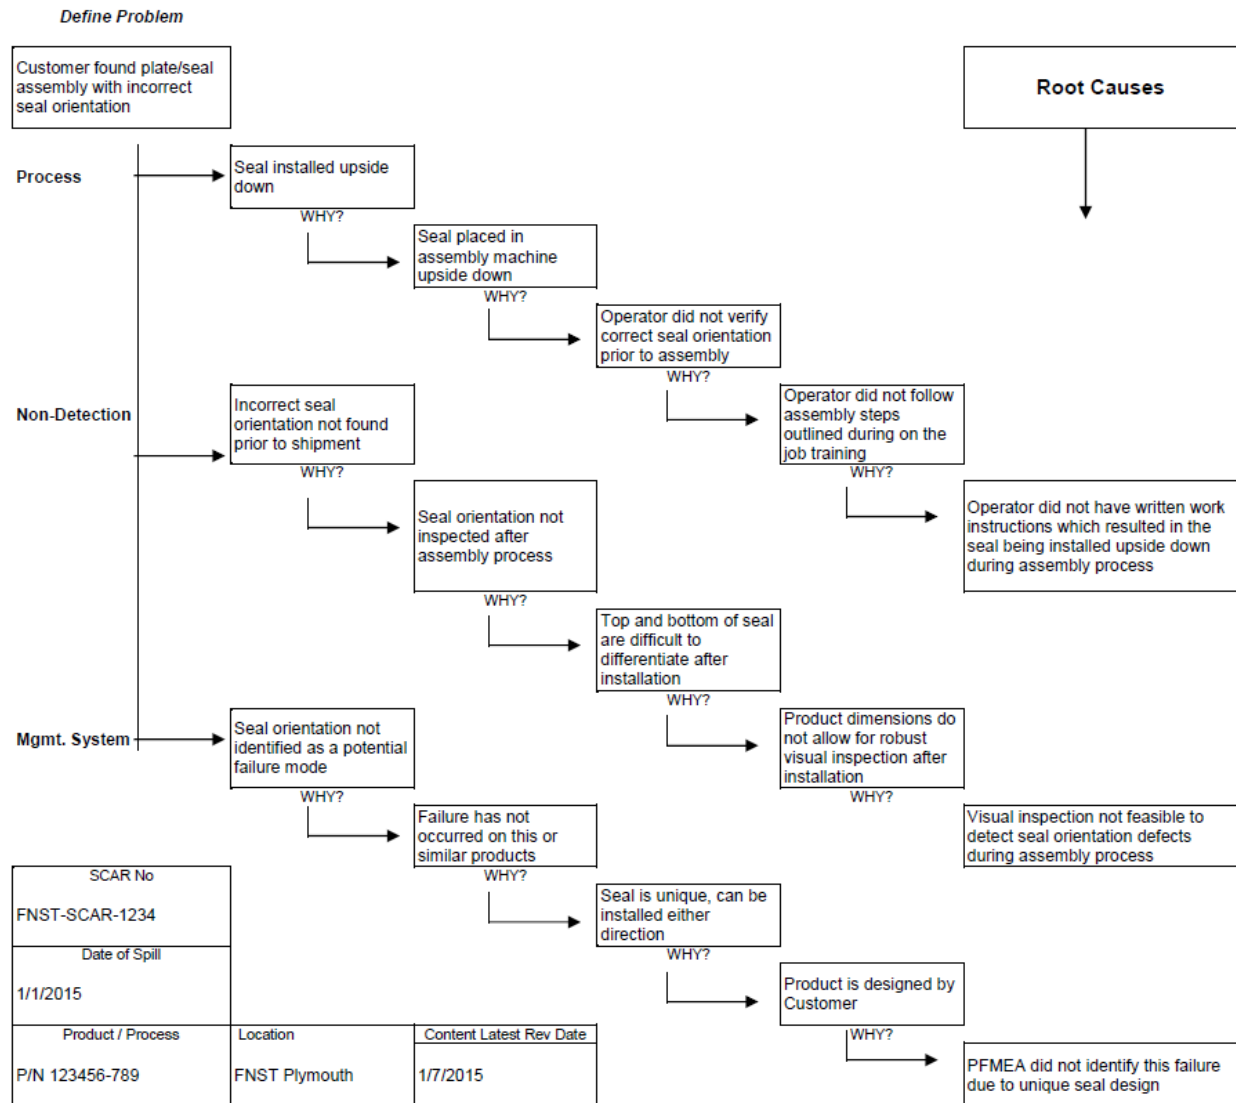 Define Problem
Customer found plate/seal
assembly with incorrect
seal orientation
Root Causes
Process
Seal installed upside
down
WHY?
Seal placed in
assembly machine
upside down
WHY?
Operator did not verify
correct seal orientation
prior to assembly
WHY?
Operator did not follow
assembly steps
outlined during on the
job training
WHY?
Operator did not have written work
instructions which resulted in the
seal being installed upside down
during assembly process
Non-Detection
Incorrect seal
orientation not found
prior to shipment
WHY?
Seal orientation not
inspected after
assembly process
WHY?
Top and bottom of seal
are difficult to
differentiate after
installation
WHY?
Product dimensions do
not allow for robust
visual inspection after
installation
WHY?
Visual inspection not feasible to
detect seal orientation defects
during assembly process
Mgmt. System
Seal orientation not
identified as a potential
failure mode
WHY?
Failure has not
occurred on this or
similar products
WHY?
Seal is unique, can be
installed either
direction
WHY?
Product is designed by
Customer
WHY?
PFMEA did not identify this failure
due to unique seal design
SCAR No
FNST-SCAR-1234
Date of Spill
1/1/2015
Product / Process
P/N 123456-789
Location
FNST Plymouth
Content Latest Rev Date
1/7/2015